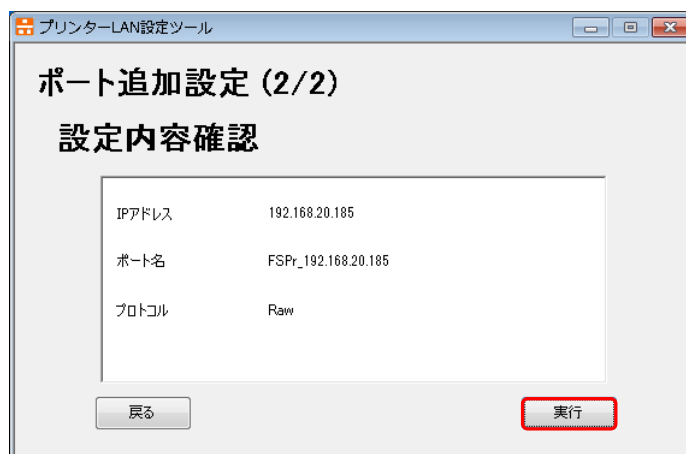 プリンターLAN設定ツール
ポート追加設定 (2/2)
設定内容確認
IPアドレス 192.168.20.185
ポート名 FSPr_192.168.20.185
プロトコル Raw
戻る 実行